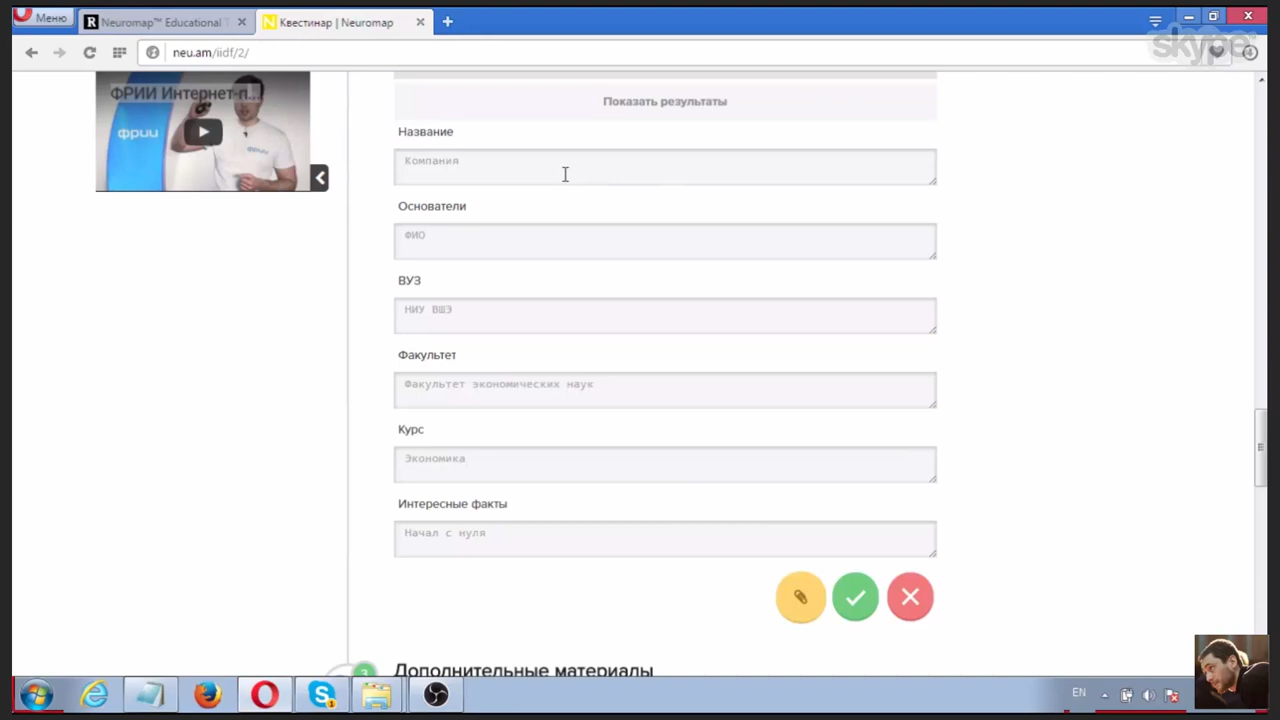 Меню
Neuromap™ Educational T
Квестинар | Neuromap
neu.am/iidf/2/
skype
ФРИИ Интернет-п...
фрии
фрии
Показать результаты
Название
Компания
Основатели
ФИО
ВУЗ
НИУ ВШЭ
Факультет
Факультет экономических наук
Курс
Экономика
Интересные факты
Начал с нуля
Дополнительные материалы
EN